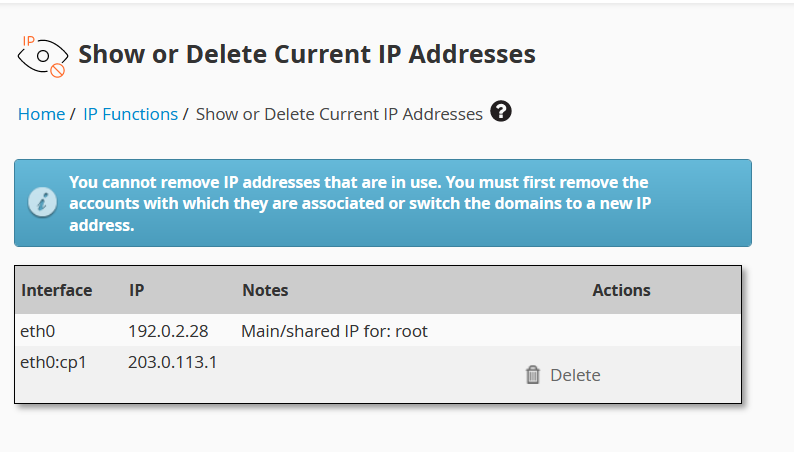 IP
Show or Delete Current IP Addresses
Home / IP Functions / Show or Delete Current IP Addresses ?
i
You cannot remove IP addresses that are in use. You must first remove the
accounts with which they are associated or switch the domains to a new IP
address.
Interface IP Notes Actions
eth0 192.0.2.28 Main/shared IP for: root
eth0:cp1 203.0.113.1
Delete